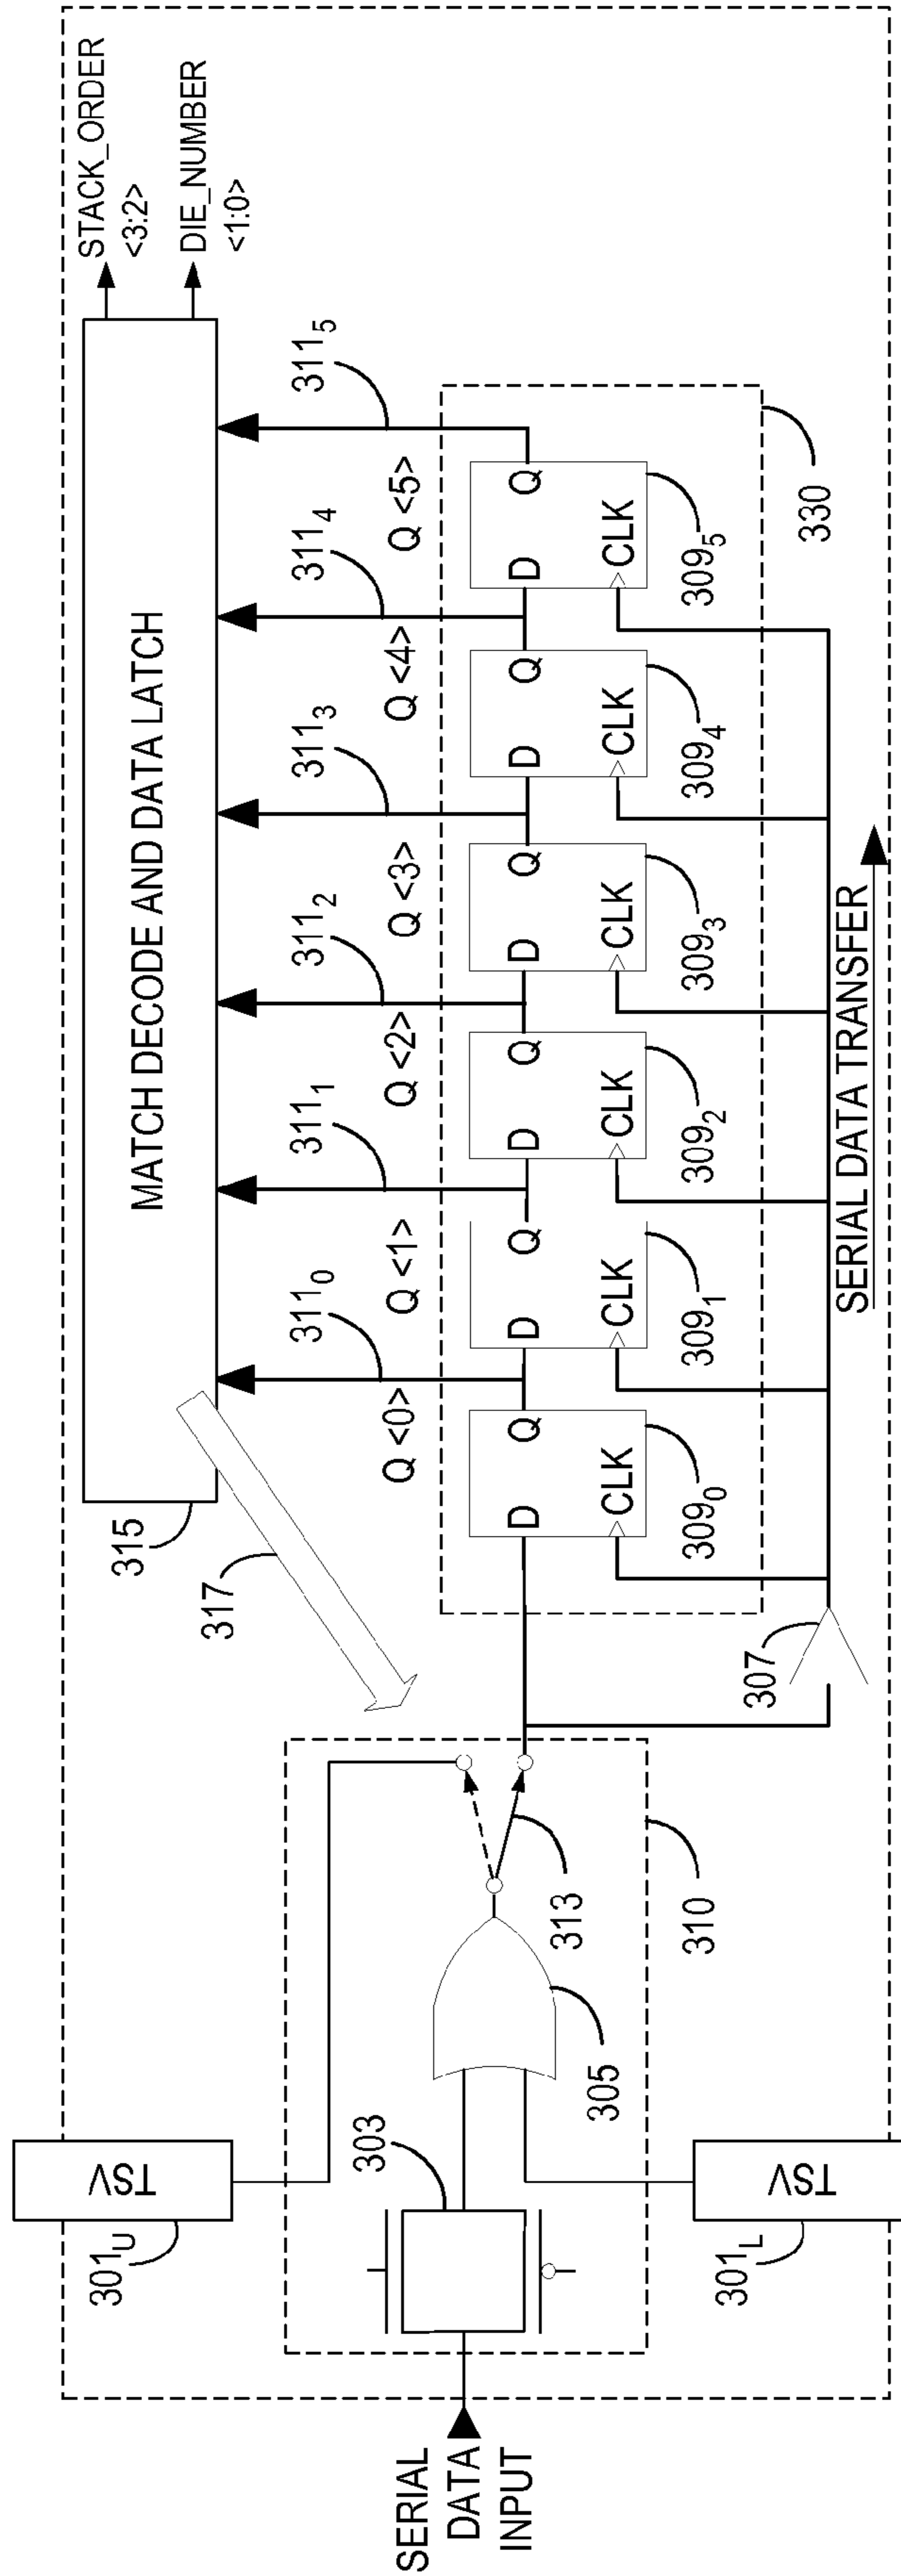 STACK_ORDER
<3:2>
DIE_NUMBER
<1:0>
MATCH DECODE AND DATA LATCH
315
317
311₀
311₁
311₂
311₃
311₄
311₅
Q <0>
Q <1>
Q <2>
Q <3>
Q <4>
Q <5>
D Q
CLK
D Q
CLK
D Q
CLK
D Q
CLK
D Q
CLK
D Q
CLK
309₀
309₁
309₂
309₃
309₄
309₅
330
307
SERIAL DATA TRANSFER
TSV
301U
303
305
313
310
TSV
301L
SERIAL
DATA
INPUT